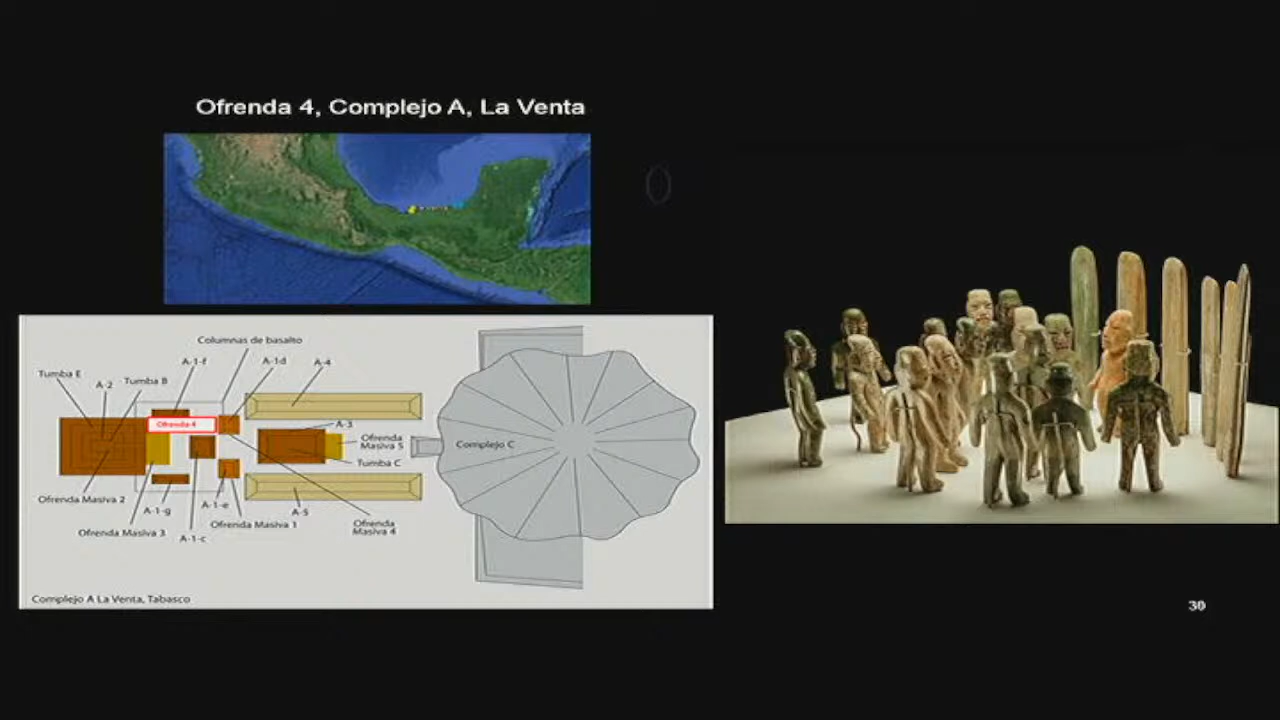 Ofrenda 4, Complejo A, La Venta
Columnas de basalto
A-1-f
A-1d
A-4
Tumba E
A-2
Tumba B
Ofrenda 4
A-3
Ofrenda
Masiva 5
Complejo C
Tumba C
Ofrenda Masiva 2
A-1-g
A-1-e
A-5
Ofrenda Masiva 3
Ofrenda Masiva 1
Ofrenda
Masiva 4
A-1-c
Complejo A La Venta, Tabasco
30